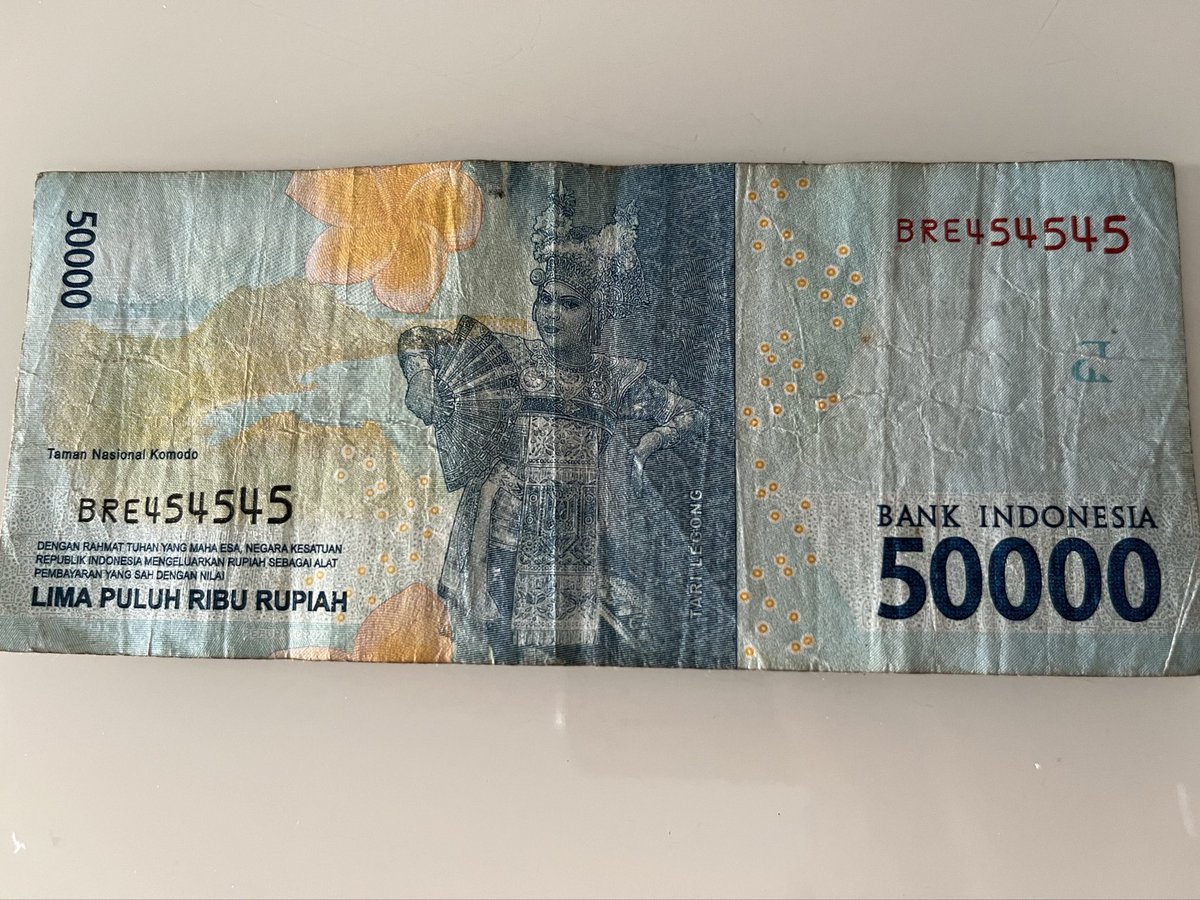 50000
BRE454545
Taman Nasional Komodo
BRE454545
DENGAN RAHMAT TUHAN YANG MAHA ESA, NEGARA KESATUAN
REPUBLIK INDONESIA MENGELUARKAN RUPIAH SEBAGAI ALAT
PEMBAYARAN YANG SAH DENGAN NILAI
LIMA PULUH RIBU RUPIAH
TARI LEGONG
BANK INDONESIA
50000